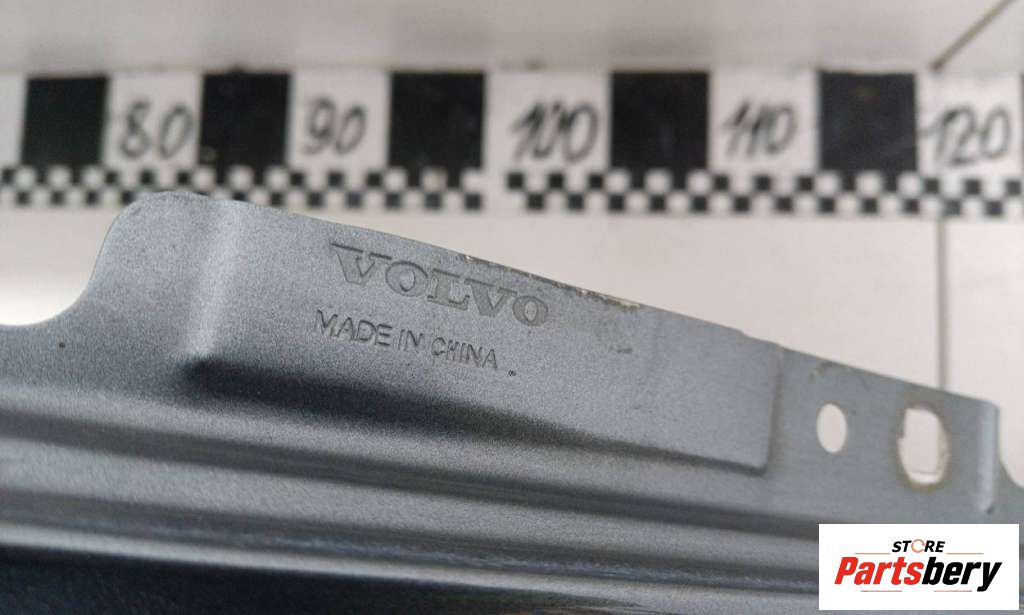 80 90 100 110 120
VOLVO
MADE IN CHINA
STORE
Partsbery